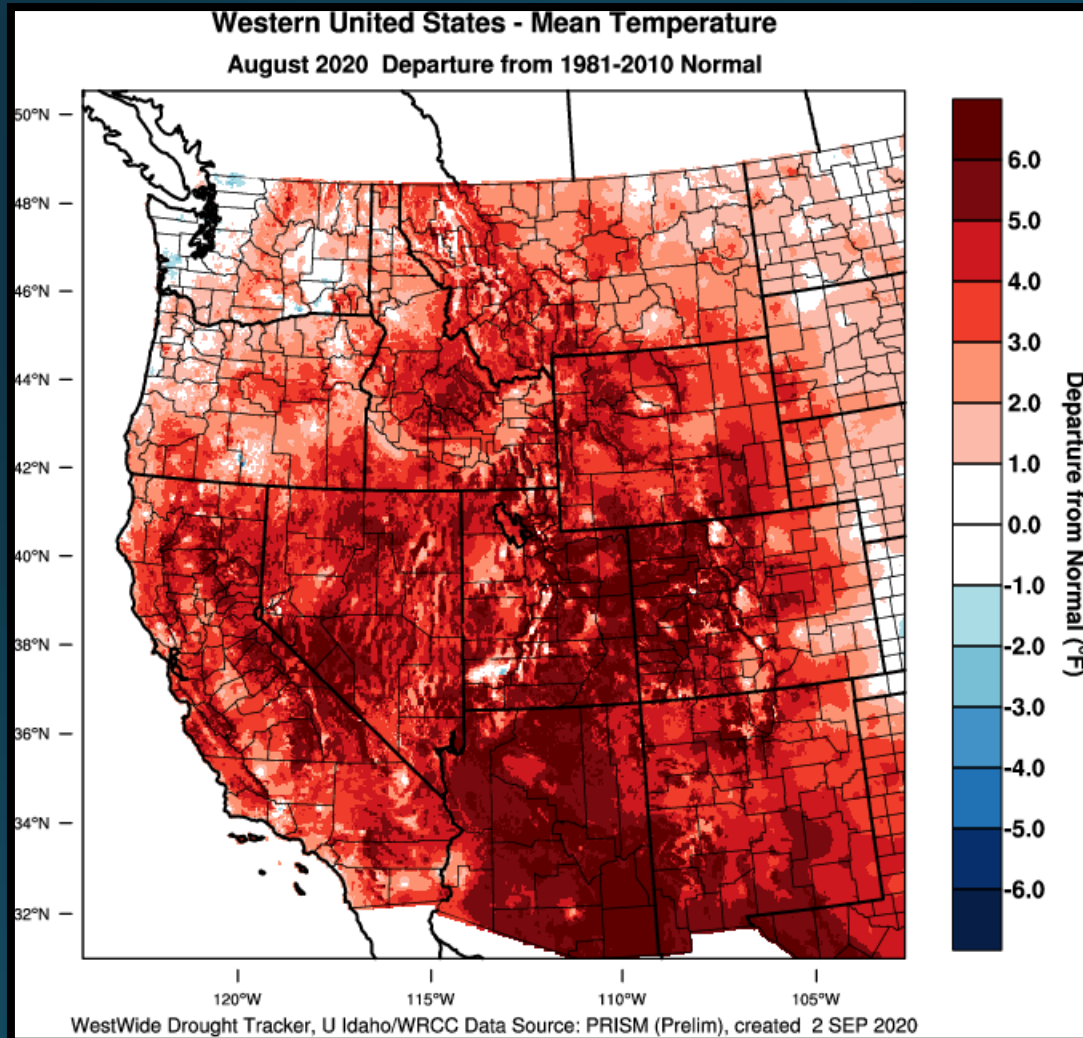 Western United States - Mean Temperature
August 2020 Departure from 1981-2010 Normal
50°N
48°N
46°N
44°N
42°N
40°N
38°N
36°N
34°N
32°N
120°W
115°W
110°W
105°W
6.0
5.0
4.0
3.0
2.0
1.0
0.0
-1.0
-2.0
-3.0
-4.0
-5.0
-6.0
Departure from Normal (°F)
WestWide Drought Tracker, U Idaho/WRCC Data Source: PRISM (Prelim), created 2 SEP 2020